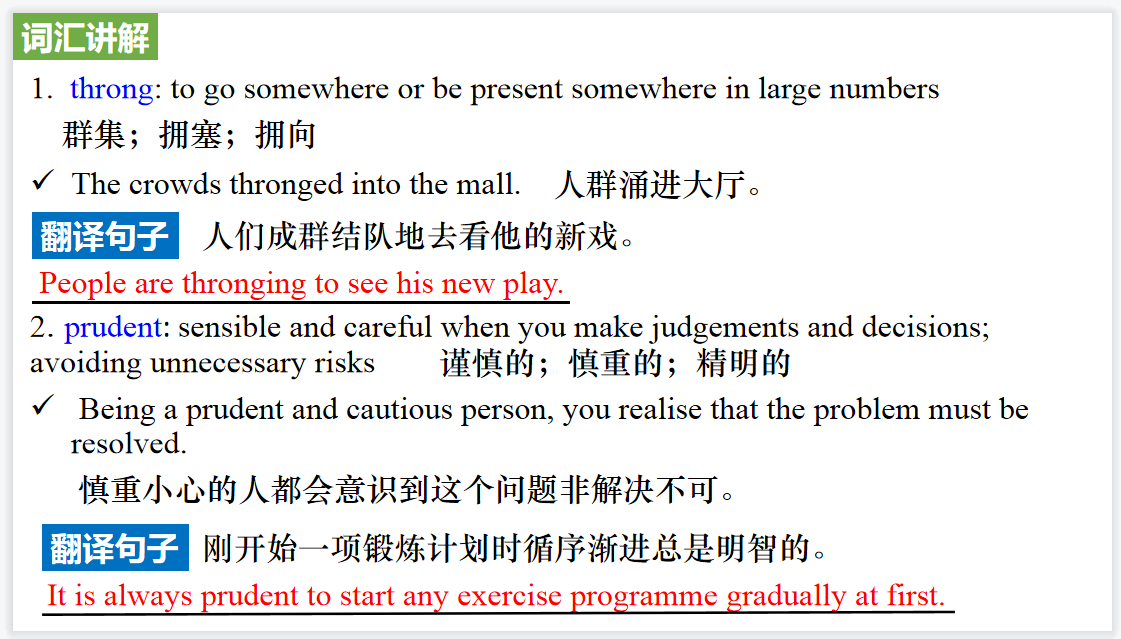 词汇讲解
1. throng: to go somewhere or be present somewhere in large numbers
群集；拥塞；拥向
✓ The crowds thronged into the mall. 人群涌进大厅。
翻译句子 人们成群结队地去看他的新戏。
People are thronging to see his new play.
2. prudent: sensible and careful when you make judgements and decisions;
avoiding unnecessary risks 谨慎的；慎重的；精明的
✓ Being a prudent and cautious person, you realise that the problem must be
resolved.
慎重小心的人都会意识到这个问题非解决不可。
翻译句子 刚开始一项锻炼计划时循序渐进总是明智的。
It is always prudent to start any exercise programme gradually at first.